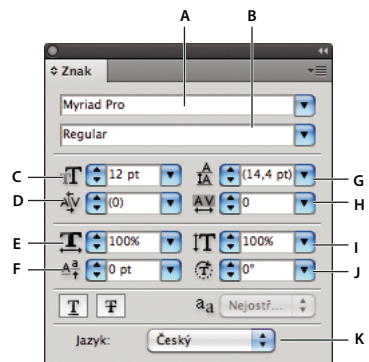 A B
Znak
Myriad Pro
Regular
C 12 pt (14,4 pt) G
D (0) 0 H
E 100% 100% I
F 0 pt 0° J
T T aa Nejostř...
Jazyk: Český K